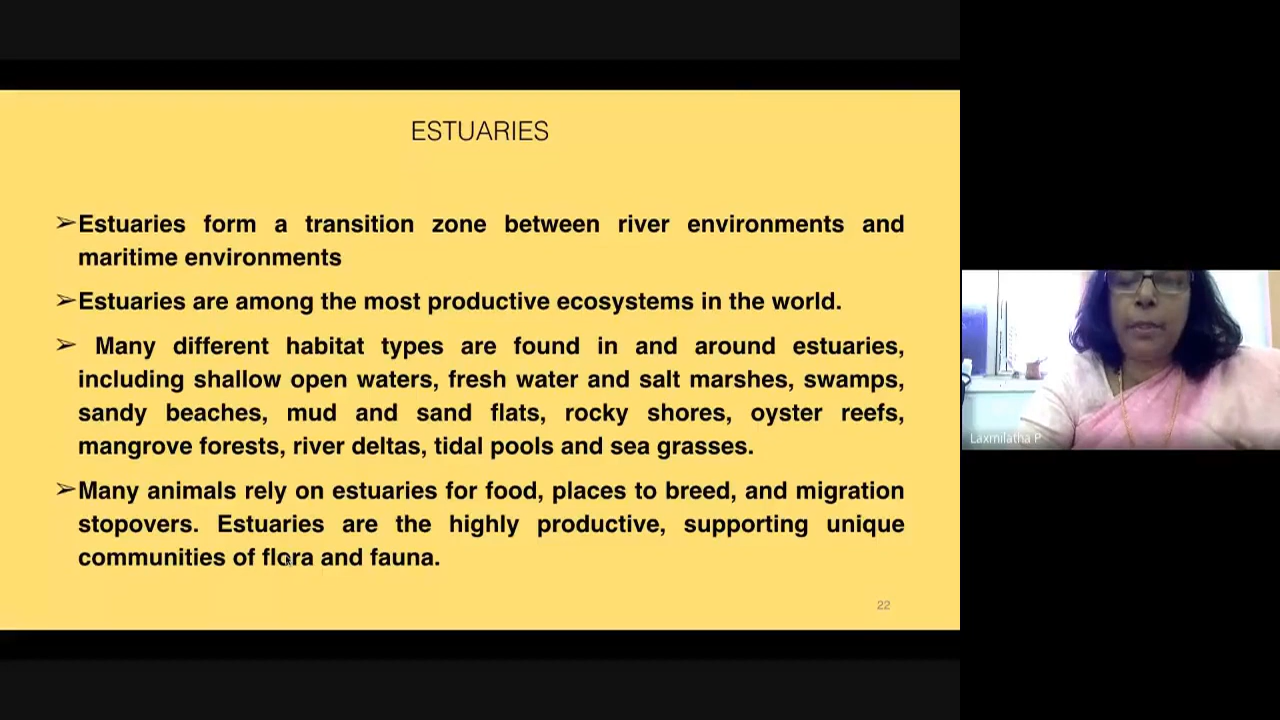 ESTUARIES
➢Estuaries form a transition zone between river environments and
maritime environments
➢Estuaries are among the most productive ecosystems in the world.
➢ Many different habitat types are found in and around estuaries,
including shallow open waters, fresh water and salt marshes, swamps,
sandy beaches, mud and sand flats, rocky shores, oyster reefs,
mangrove forests, river deltas, tidal pools and sea grasses.
➢Many animals rely on estuaries for food, places to breed, and migration
stopovers. Estuaries are the highly productive, supporting unique
communities of flora and fauna.
22
Laxmilatha P